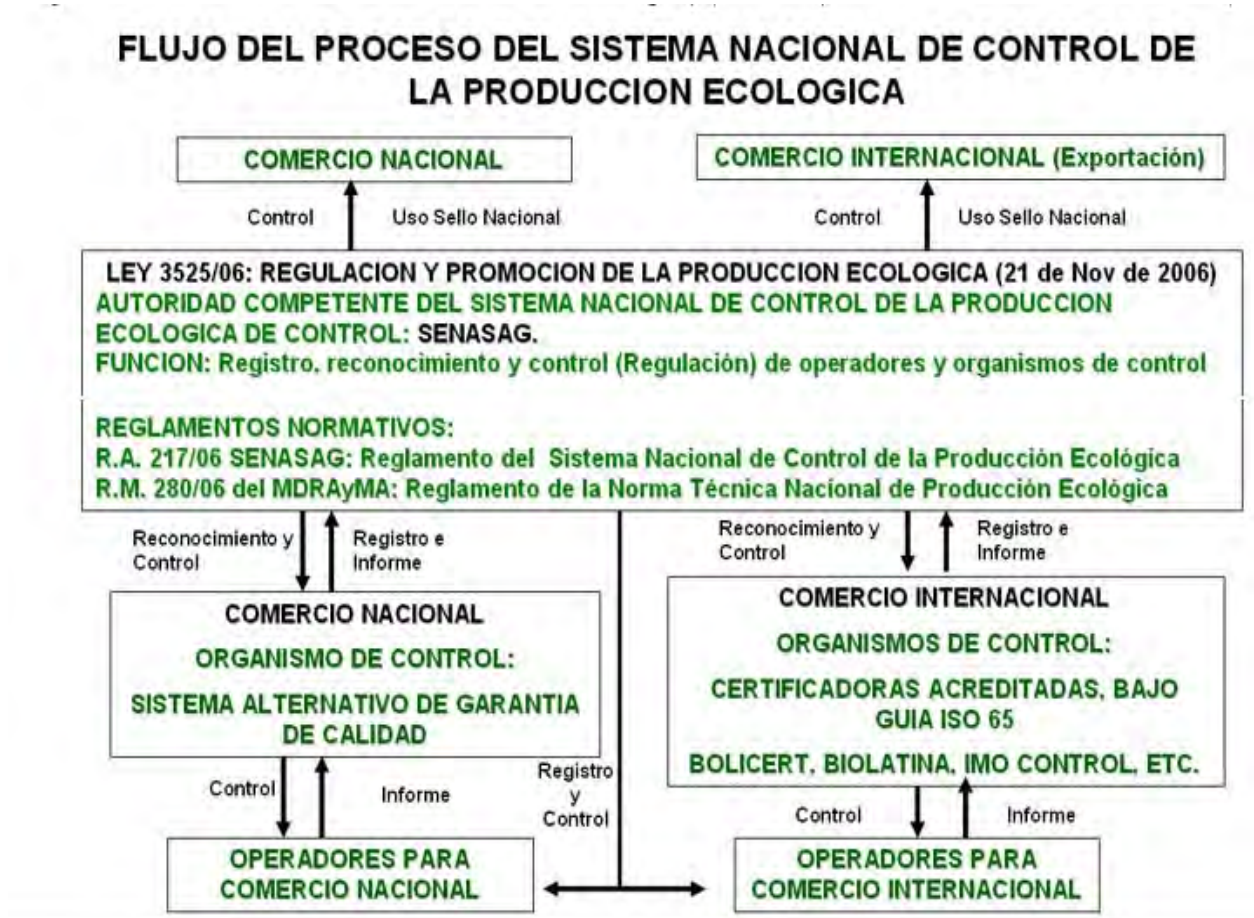 FLUJO DEL PROCESO DEL SISTEMA NACIONAL DE CONTROL DE
LA PRODUCCION ECOLOGICA
COMERCIO NACIONAL
COMERCIO INTERNACIONAL (Exportación)
Control
Uso Sello Nacional
Control
Uso Sello Nacional
LEY 3525/06: REGULACION Y PROMOCION DE LA PRODUCCION ECOLOGICA (21 de Nov de 2006)
AUTORIDAD COMPETENTE DEL SISTEMA NACIONAL DE CONTROL DE LA PRODUCCION
ECOLOGICA DE CONTROL: SENASAG.
FUNCION: Registro, reconocimiento y control (Regulación) de operadores y organismos de control
REGLAMENTOS NORMATIVOS:
R.A. 217/06 SENASAG: Reglamento del Sistema Nacional de Control de la Producción Ecológica
R.M. 280/06 del MDRAyMA: Reglamento de la Norma Técnica Nacional de Producción Ecológica
Reconocimiento y
Control
Registro e
Informe
Reconocimiento y
Control
Registro e
Informe
COMERCIO NACIONAL
ORGANISMO DE CONTROL:
SISTEMA ALTERNATIVO DE GARANTIA
DE CALIDAD
COMERCIO INTERNACIONAL
ORGANISMOS DE CONTROL:
CERTIFICADORAS ACREDITADAS, BAJO
GUIA ISO 65
BOLICERT, BIOLATINA, IMO CONTROL, ETC.
Control
Informe
Registro
y
Control
Control
Informe
OPERADORES PARA
COMERCIO NACIONAL
OPERADORES PARA
COMERCIO INTERNACIONAL